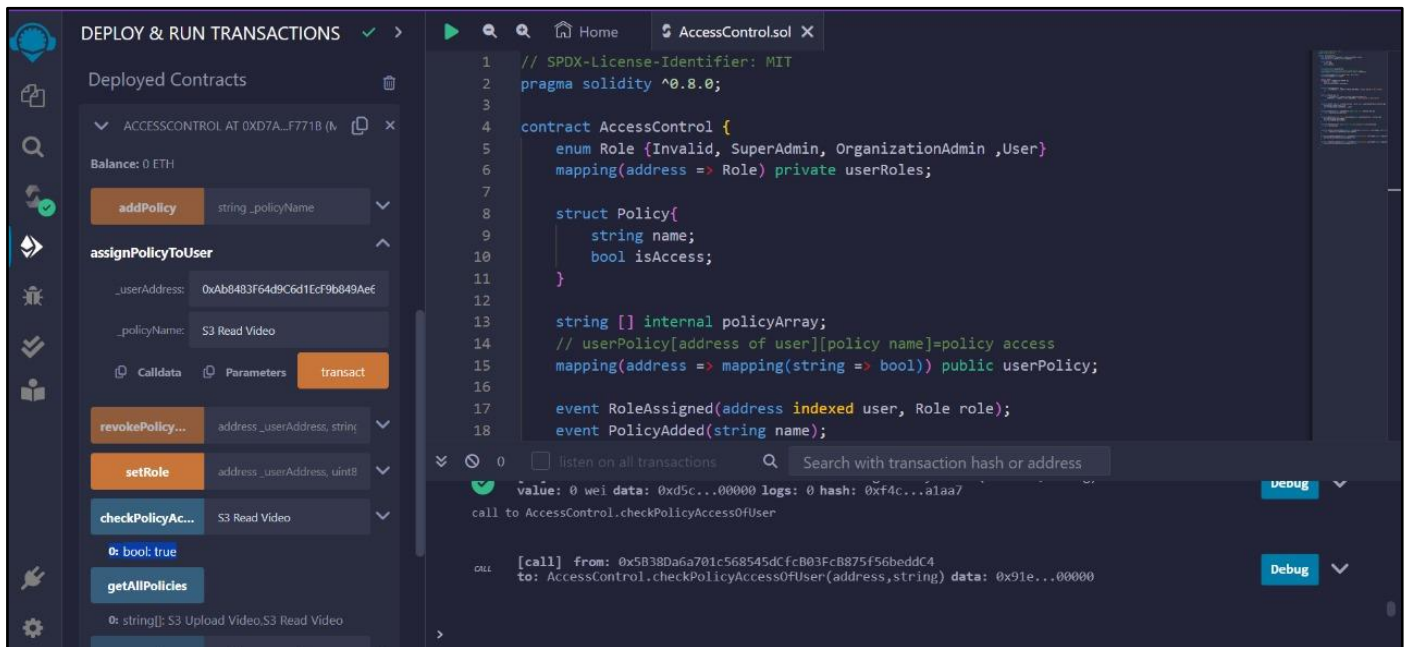 DEPLOY & RUN TRANSACTIONS
Deployed Contracts
ACCESSCONTROL AT 0XD7A...F771B (M
Balance: 0 ETH
addPolicy string _policyName
assignPolicyToUser
_userAddress: 0xAb8483F64d9C6d1EcF9b849Ae6
_policyName: S3 Read Video
Calldata Parameters transact
revokePolicy... address _userAddress, string
setRole address _userAddress, uint8
checkPolicyAc... S3 Read Video
0: bool: true
getAllPolicies
0: string[]: S3 Upload Video,S3 Read Video
Home AccessControl.sol
1 // SPDX-License-Identifier: MIT
2 pragma solidity ^0.8.0;
3
4 contract AccessControl {
5 enum Role {Invalid, SuperAdmin, OrganizationAdmin ,User}
6 mapping(address => Role) private userRoles;
7
8 struct Policy{
9 string name;
10 bool isAccess;
11 }
12
13 string [] internal policyArray;
14 // userPolicy[address of user][policy name]=policy access
15 mapping(address => mapping(string => bool)) public userPolicy;
16
17 event RoleAssigned(address indexed user, Role role);
18 event PolicyAdded(string name);
0 listen on all transactions Search with transaction hash or address
value: 0 wei data: 0xd5c...00000 logs: 0 hash: 0xf4c...a1aa7 Debug
call to AccessControl.checkPolicyAccessOfUser
CALL [call] from: 0x5B38Da6a701c568545dCfcB03FcB875f56beddC4
to: AccessControl.checkPolicyAccessOfUser(address,string) data: 0x91e...00000 Debug
>